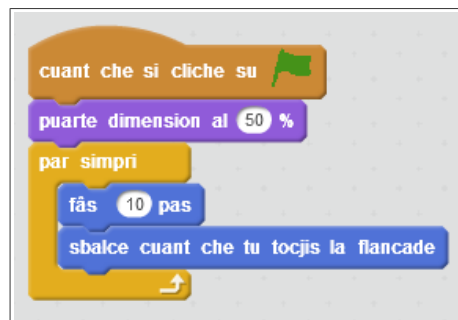 cuant che si cliche su
puarte dimension al 50 %
par simpri
fâs 10 pas
sbalce cuant che tu tocjis la flancade